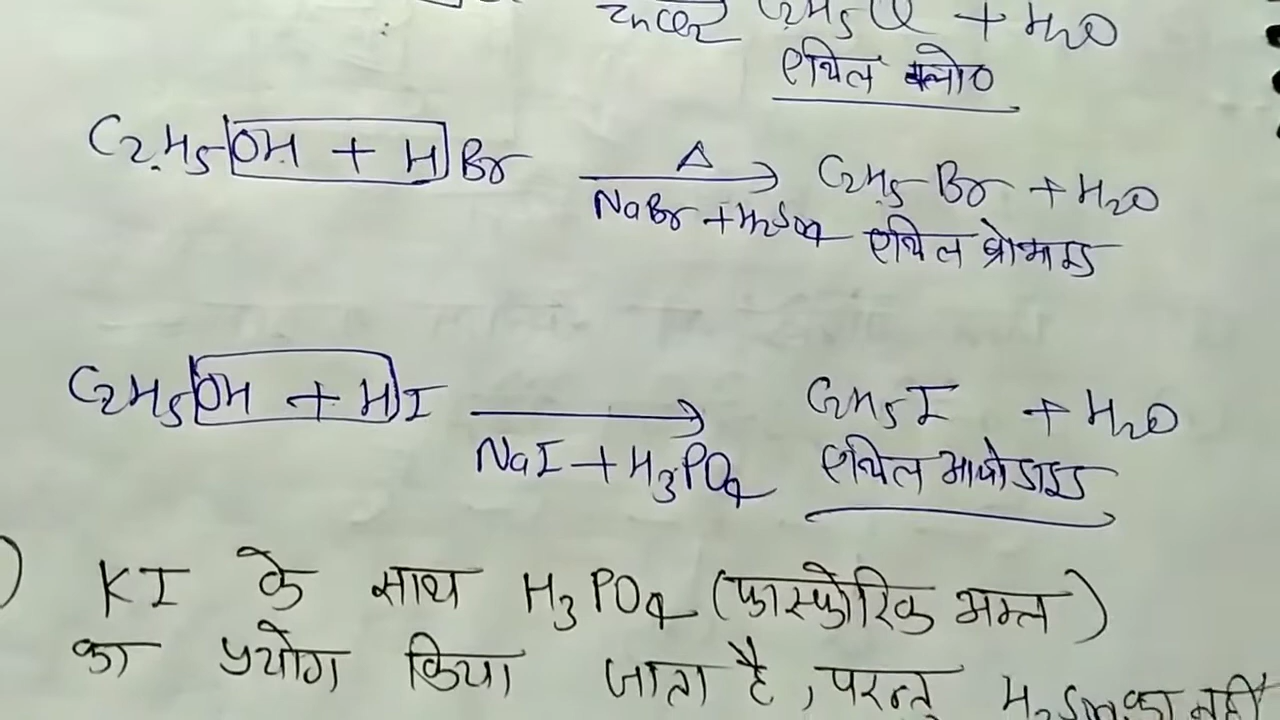 ZnCl2 C2H5Cl + H2O
एथिल क्लो०
C2H5OH + HBr Δ → C2H5Br + H2O
NaBr + H2SO4 एथिल ब्रोमाइड
C2H5OH + HI → C2H5I + H2O
NaI + H3PO4 एथिल आयोडाइड
) KI के साथ H3PO4 (फास्फोरिक अम्ल)
का प्रयोग किया जाता है, परन्तु H2SO4 का नहीं